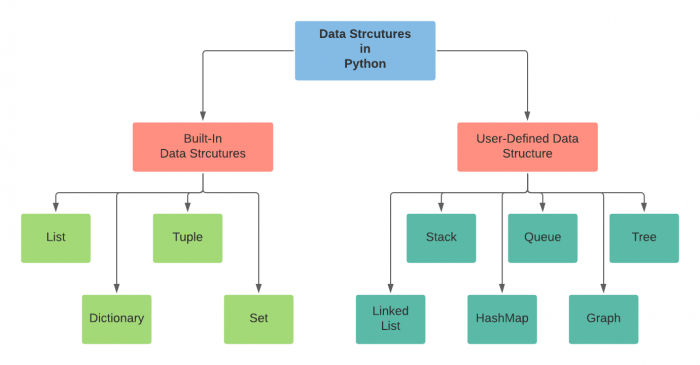 Data Strcutures
in
Python
Built-In
Data Strcutures
User-Defined Data
Structure
List
Tuple
Stack
Queue
Tree
Dictionary
Set
Linked
List
HashMap
Graph